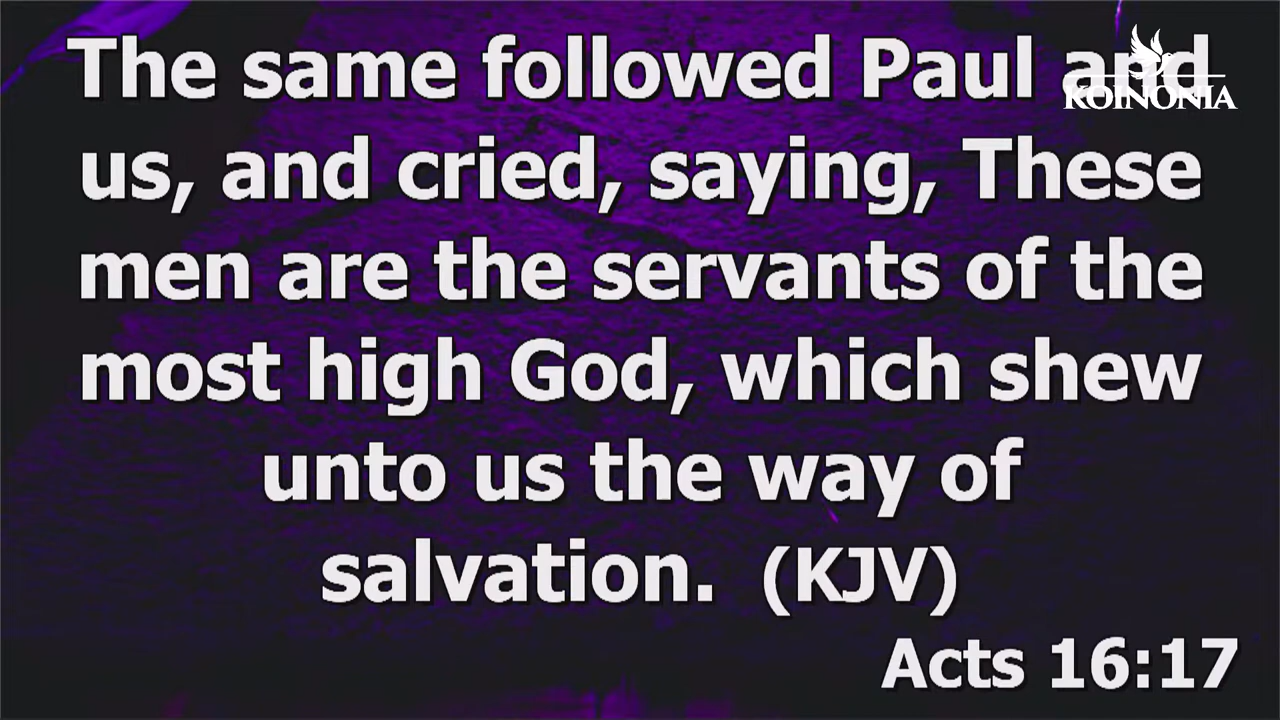 The same followed Paul and
KOINONIA
us, and cried, saying, These
men are the servants of the
most high God, which shew
unto us the way of
salvation. (KJV)
Acts 16:17